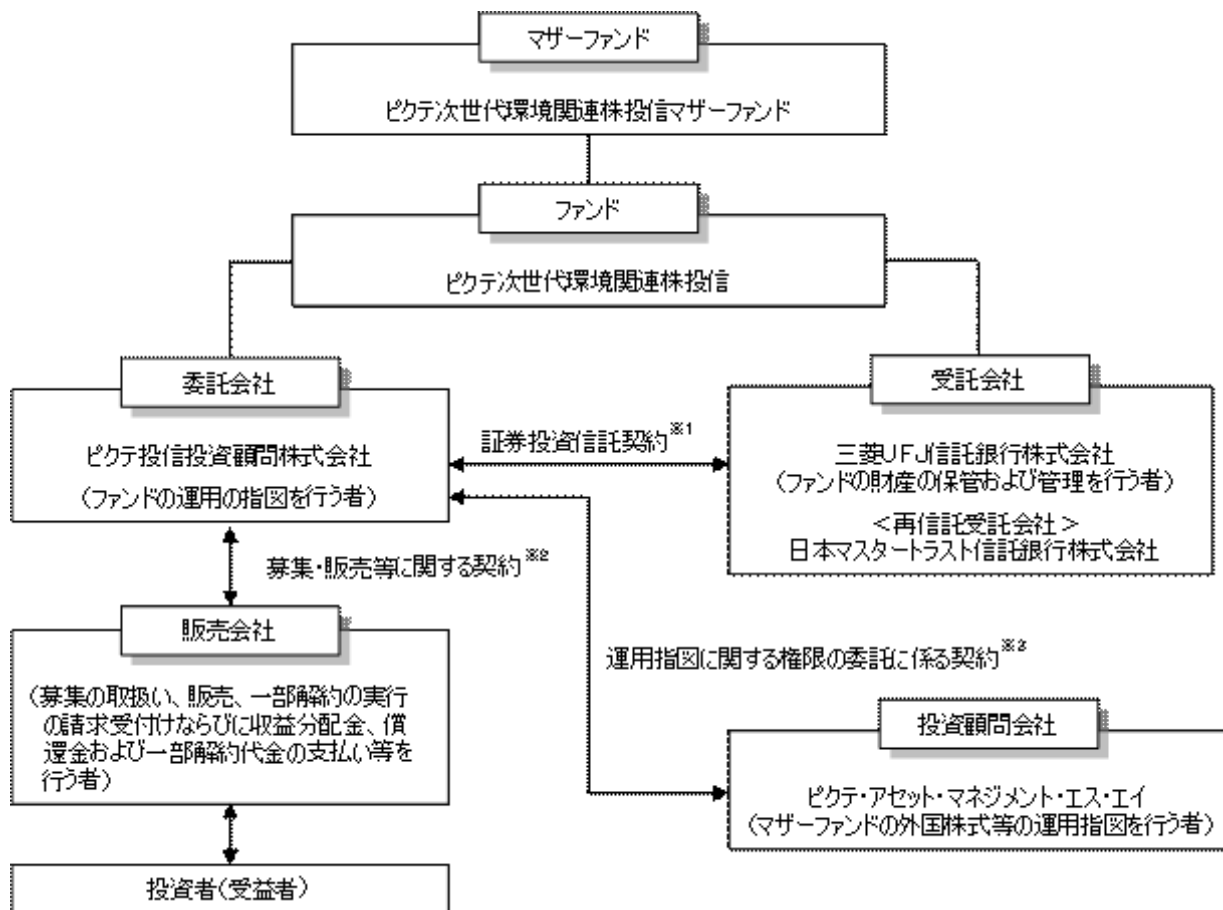 マザーファンド
ピクテ次世代環境関連株投信マザーファンド
ファンド
ピクテ次世代環境関連株投信
委託会社
ピクテ投信投資顧問株式会社
(ファンドの運用の指図を行う者)
証券投資信託契約※1
受託会社
三菱UFJ信託銀行株式会社
(ファンドの財産の保管および管理を行う者)
<再信託受託会社>
日本マスタートラスト信託銀行株式会社
募集・販売等に関する契約※2
販売会社
(募集の取扱い、販売、一部解約の実行
の請求受付けならびに収益分配金、償
還金および一部解約代金の支払い等を
行う者)
運用指図に関する権限の委託に係る契約※3
投資顧問会社
ピクテ・アセット・マネジメント・エス・エイ
(マザーファンドの外国株式等の運用指図を行う者)
投資者(受益者)